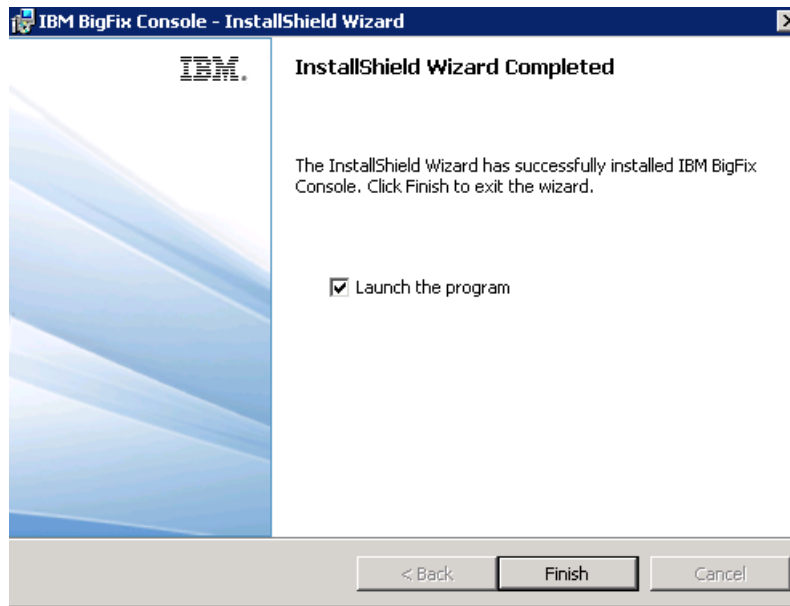 IBM BigFix Console - InstallShield Wizard
IBM.
InstallShield Wizard Completed
The InstallShield Wizard has successfully installed IBM BigFix
Console. Click Finish to exit the wizard.
Launch the program
< Back
Finish
Cancel